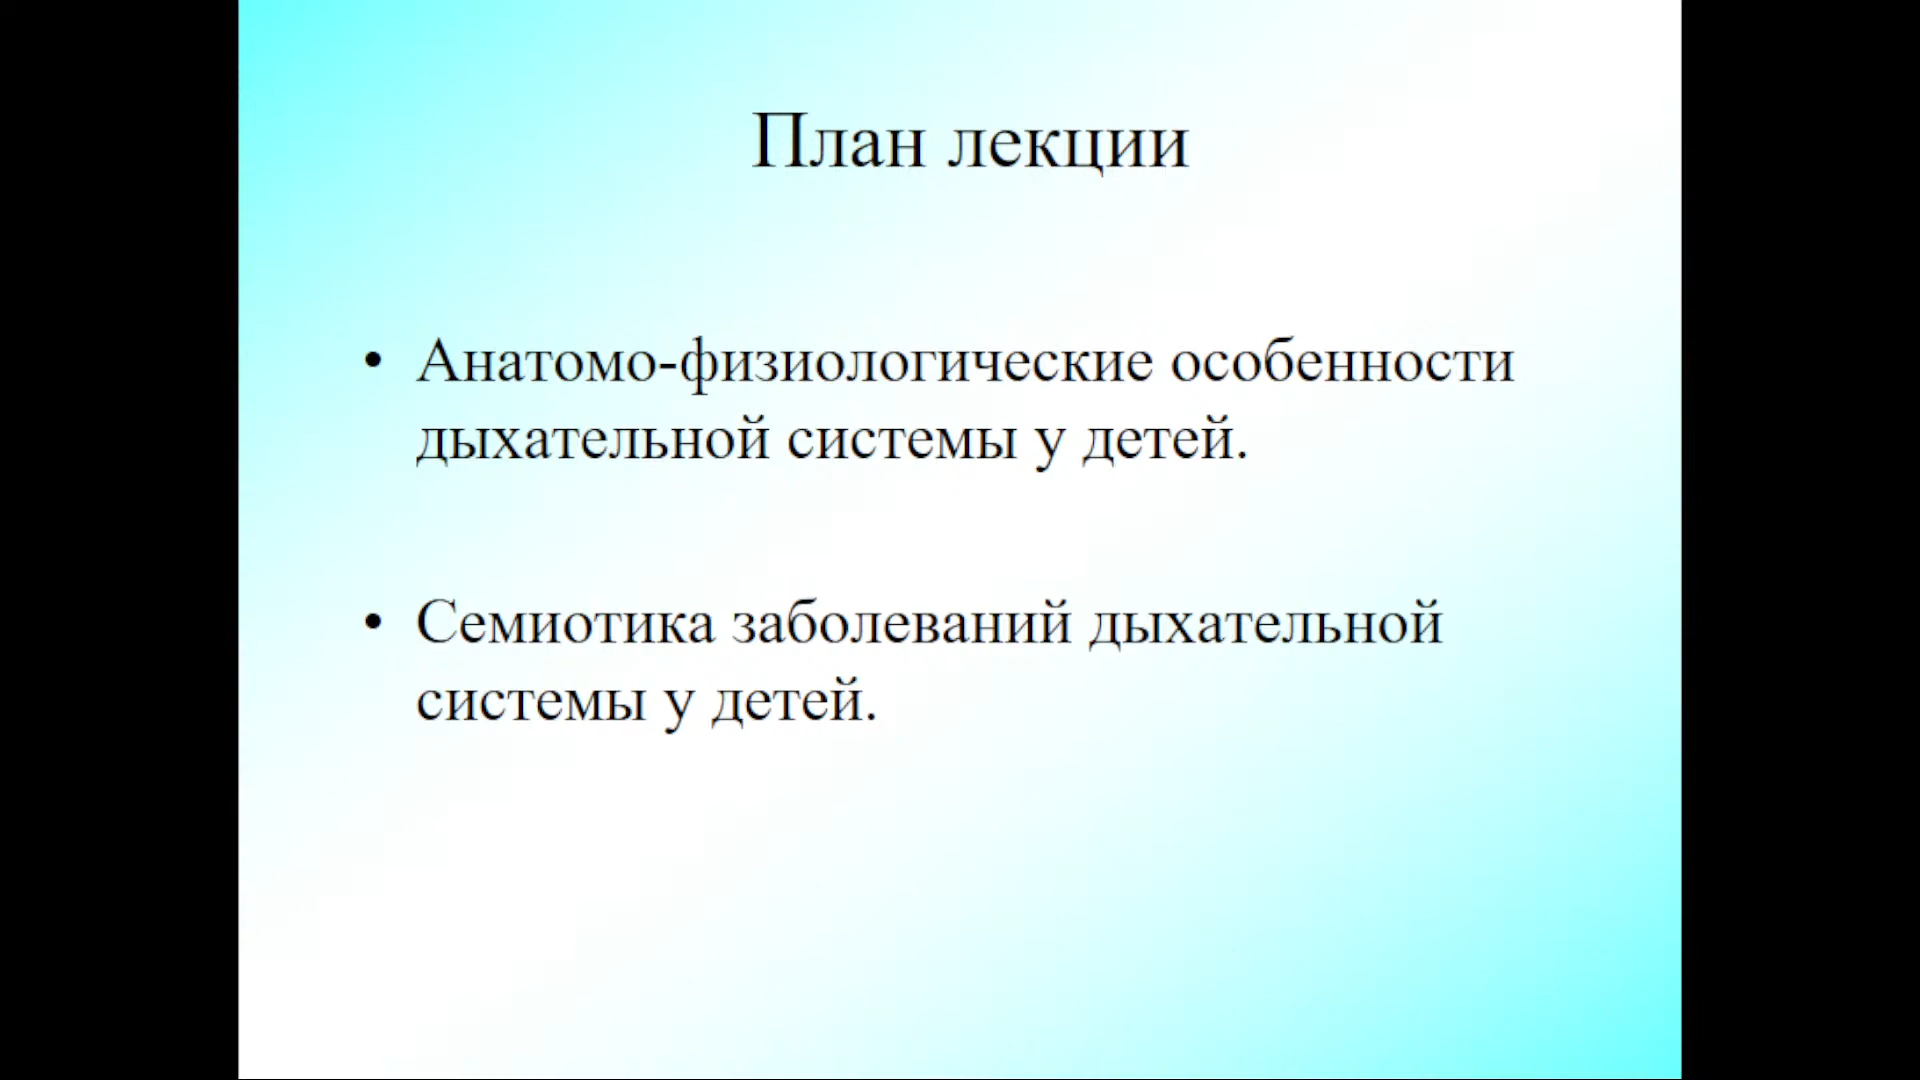 План лекции
• Анатомо-физиологические особенности
дыхательной системы у детей.
• Семиотика заболеваний дыхательной
системы у детей.